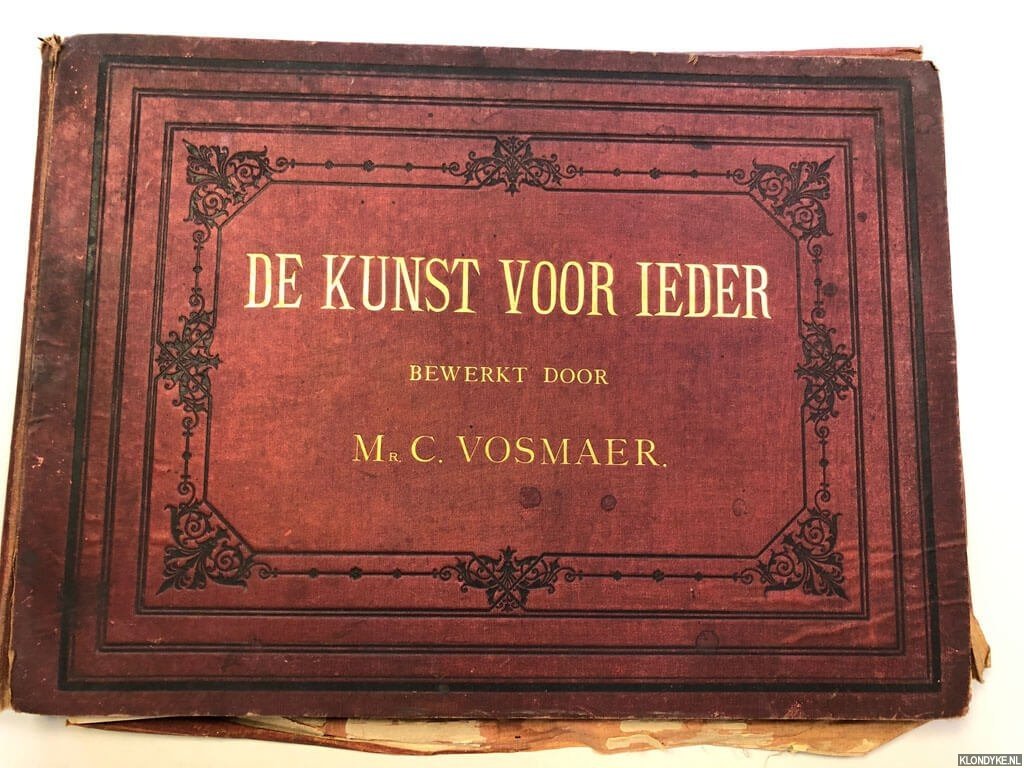 DE KUNST VOOR IEDER
BEWERKT DOOR
MR. C. VOSMAER.
KLONDYKE.NL